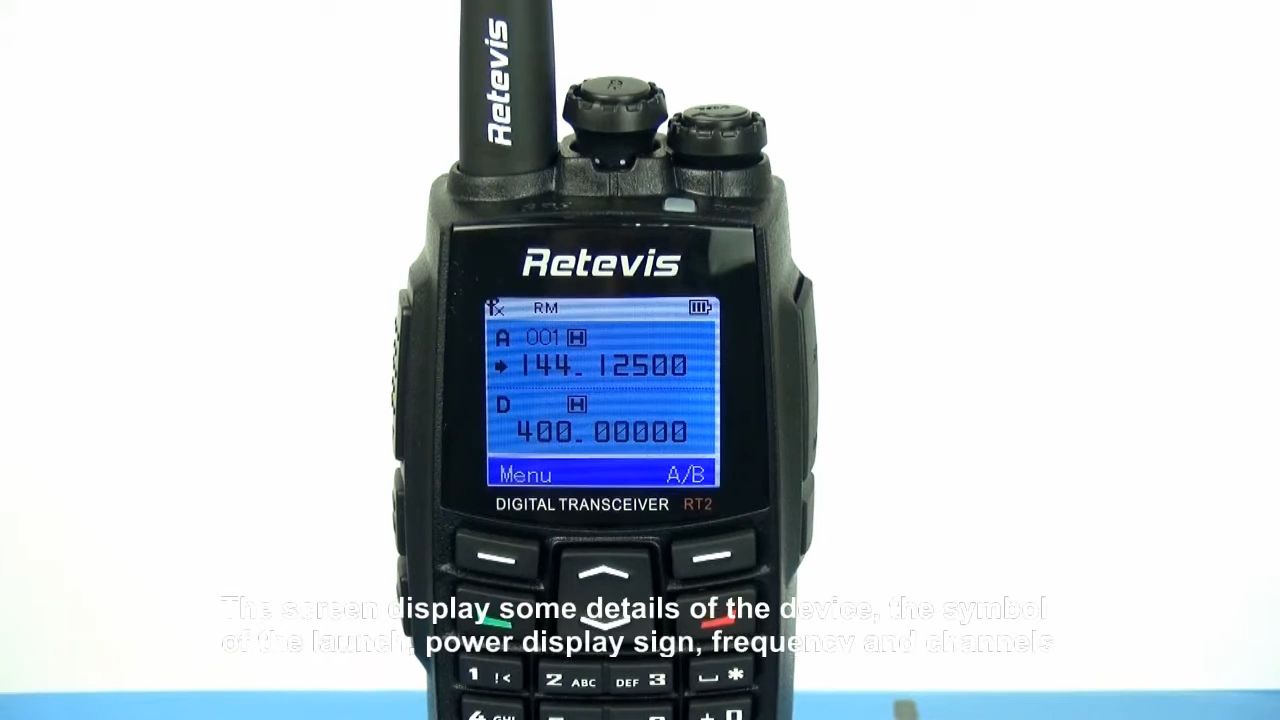 Retevis
Retevis
RM
A 001 H
144.12500
D H
400.00000
Menu A/B
DIGITAL TRANSCEIVER RT2
The screen display some details of the device, the symbol
of the launch, power display sign, frequency and channels
1 !< 2 ABC DEF 3 *